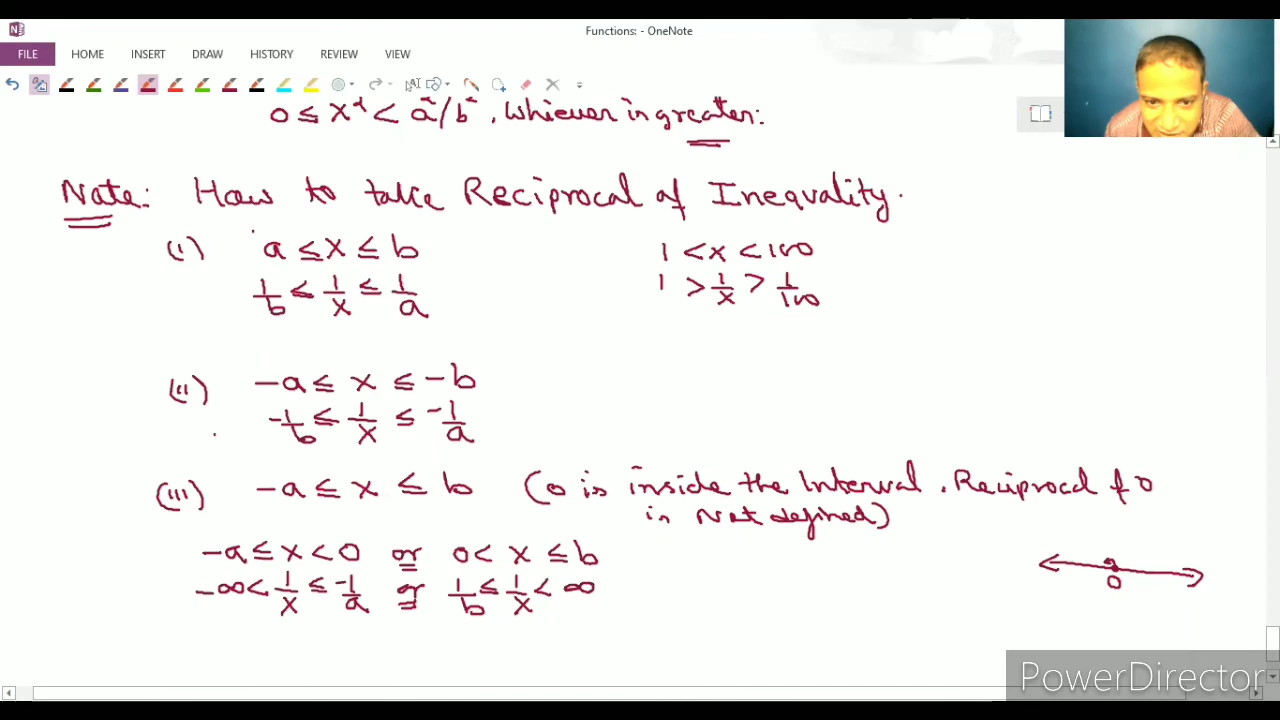 Functions: - OneNote
FILE HOME INSERT DRAW HISTORY REVIEW VIEW
0 ≤ x² < a²/b², Whichever is greater:
Note: How to take Reciprocal of Inequality.
(i) a ≤ x ≤ b 1 < x < 100
1/b ≤ 1/x ≤ 1/a 1 > 1/x > 1/100
(ii) -a ≤ x ≤ -b
-1/b ≤ 1/x ≤ -1/a
(iii) -a ≤ x ≤ b (0 is inside the Interval. Reciprocal of 0
is Not defined)
-a ≤ x < 0 or 0 < x ≤ b
-∞ < 1/x ≤ -1/a or 1/b ≤ 1/x < ∞
0
PowerDirector